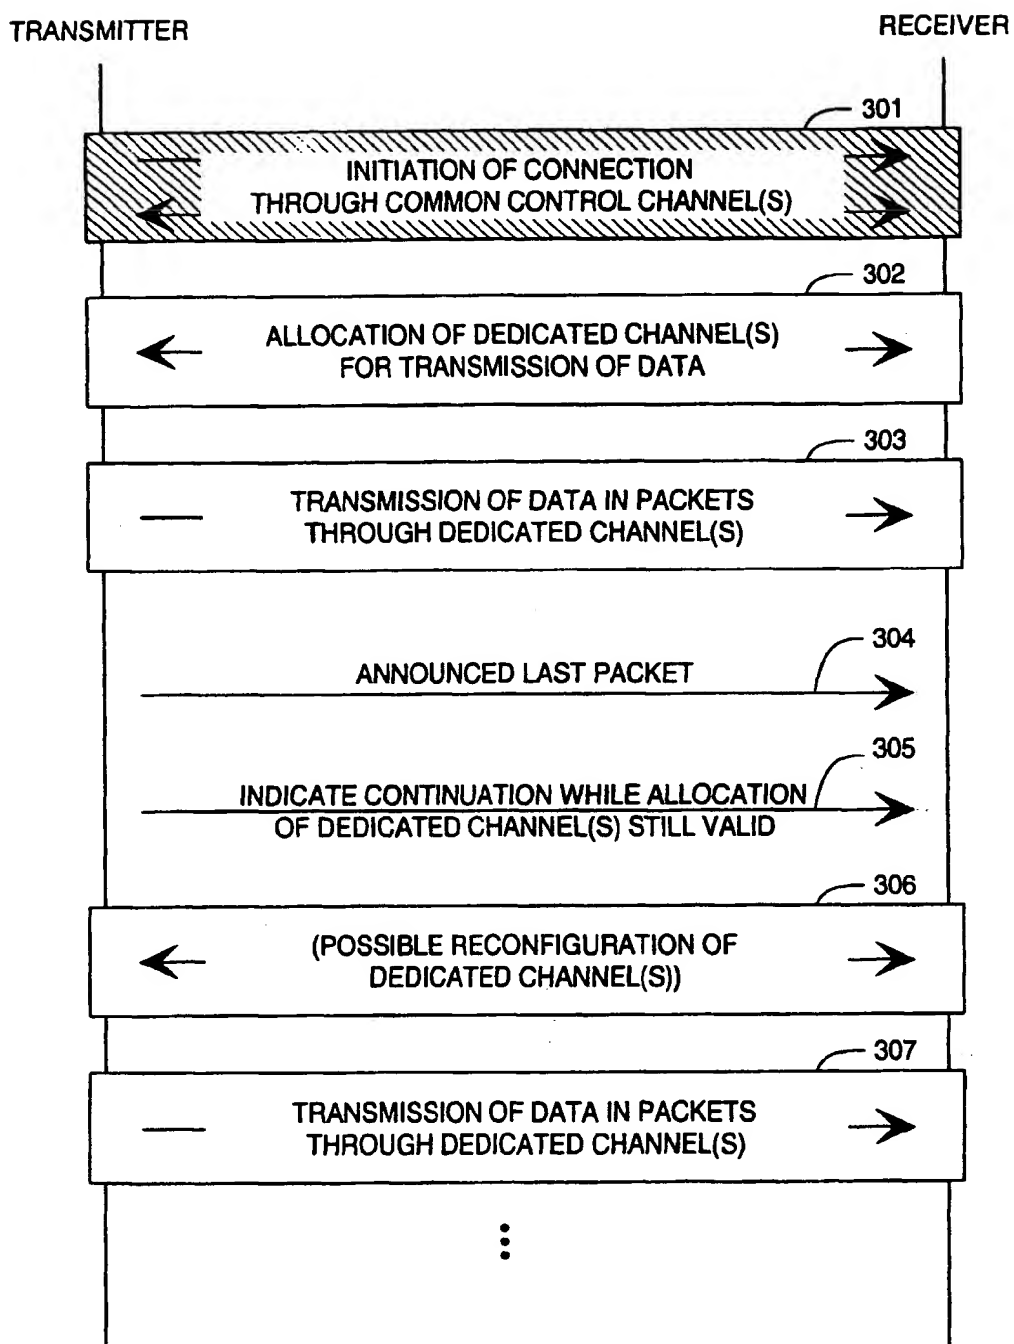 TRANSMITTER
RECEIVER
301
INITIATION OF CONNECTION
THROUGH COMMON CONTROL CHANNEL(S)
302
ALLOCATION OF DEDICATED CHANNEL(S)
FOR TRANSMISSION OF DATA
303
TRANSMISSION OF DATA IN PACKETS
THROUGH DEDICATED CHANNEL(S)
304
ANNOUNCED LAST PACKET
305
INDICATE CONTINUATION WHILE ALLOCATION
OF DEDICATED CHANNEL(S) STILL VALID
306
(POSSIBLE RECONFIGURATION OF
DEDICATED CHANNEL(S))
307
TRANSMISSION OF DATA IN PACKETS
THROUGH DEDICATED CHANNEL(S)